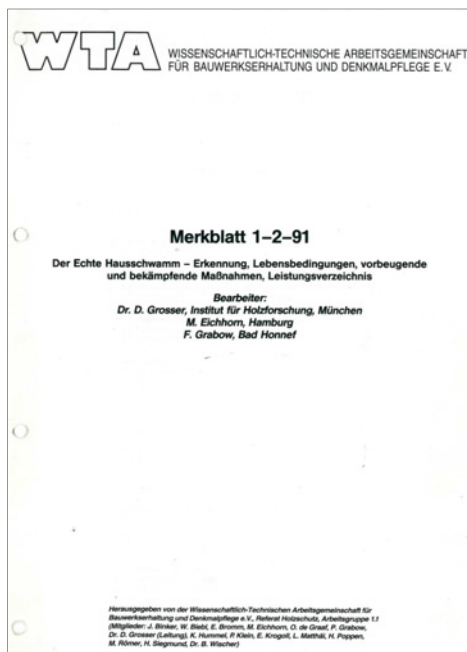 WTA WISSENSCHAFTLICH-TECHNISCHE ARBEITSGEMEINSCHAFT
FÜR BAUWERKSERHALTUNG UND DENKMALPFLEGE E.V.
Merkblatt 1–2–91
Der Echte Hausschwamm – Erkennung, Lebensbedingungen, vorbeugende
und bekämpfende Maßnahmen, Leistungsverzeichnis
Bearbeiter:
Dr. D. Grosser, Institut für Holzforschung, München
M. Eichhorn, Hamburg
F. Grabow, Bad Honnef
Herausgegeben von der Wissenschaftlich-Technischen Arbeitsgemeinschaft für
Bauwerkserhaltung und Denkmalpflege e.V., Referat Holzschutz, Arbeitsgruppe 1.1
(Mitglieder: J. Binker, W. Biebl, E. Bromm, M. Eichhorn, O. de Graaf, P. Grabow,
Dr. D. Grosser (Leitung), K. Hummel, P. Klein, E. Krogoll, L. Matthäi, H. Poppen,
M. Römer, H. Siegmund, Dr. B. Wischer)